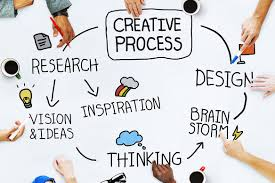 CREATIVE
PROCESS
RESEARCH
DESIGN
VISION
& IDEAS
INSPIRATION
BRAIN
STORM
THINKING